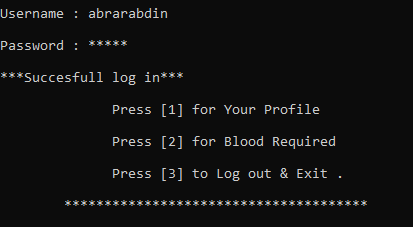 Username : abrarabdin
Password : *****
***Succesfull log in***
Press [1] for Your Profile
Press [2] for Blood Required
Press [3] to Log out & Exit .
**************************************